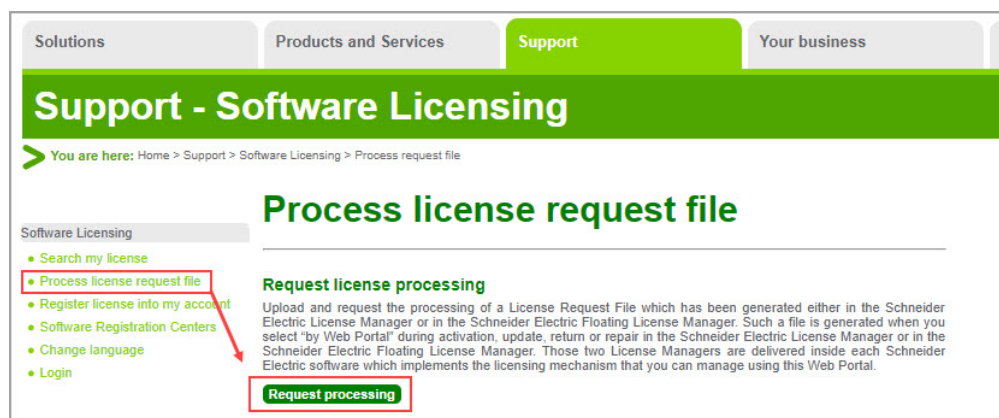 Solutions
Products and Services
Support
Your business
Support - Software Licensing
You are here: Home > Support > Software Licensing > Process request file
Process license request file
Software Licensing
Search my license
Process license request file
Register license into my account
Software Registration Centers
Change language
Login
Request license processing
Upload and request the processing of a License Request File which has been generated either in the Schneider
Electric License Manager or in the Schneider Electric Floating License Manager. Such a file is generated when you
select “by Web Portal” during activation, update, return or repair in the Schneider Electric License Manager or in the
Schneider Electric Floating License Manager. Those two License Managers are delivered inside each Schneider
Electric software which implements the licensing mechanism that you can manage using this Web Portal.
Request processing